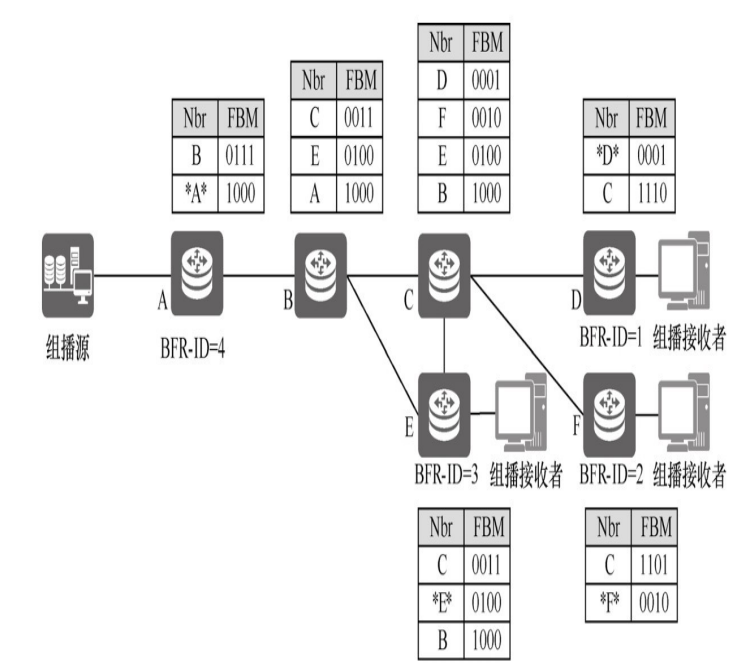 Nbr FBM
D 0001
F 0010
E 0100
B 1000
Nbr FBM
C 0011
E 0100
A 1000
Nbr FBM
B 0111
*A* 1000
Nbr FBM
*D* 0001
C 1110
组播源
A
BFR-ID=4
B
C
D
BFR-ID=1 组播接收者
E
BFR-ID=3 组播接收者
F
BFR-ID=2 组播接收者
Nbr FBM
C 0011
*E* 0100
B 1000
Nbr FBM
C 1101
*F* 0010